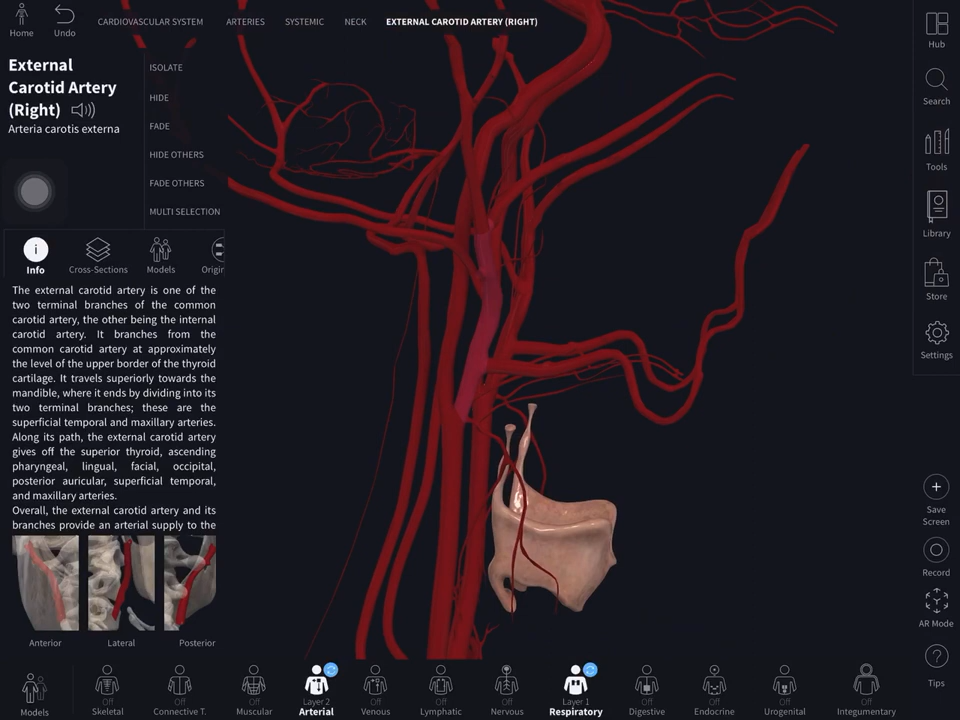 Home
Undo
CARDIOVASCULAR SYSTEM
ARTERIES
SYSTEMIC
NECK
EXTERNAL CAROTID ARTERY (RIGHT)
External
Carotid Artery
(Right)
Arteria carotis externa
ISOLATE
HIDE
FADE
HIDE OTHERS
FADE OTHERS
MULTI SELECTION
Info
Cross-Sections
Models
Origin
The external carotid artery is one of the
two terminal branches of the common
carotid artery, the other being the internal
carotid artery. It branches from the
common carotid artery at approximately
the level of the upper border of the thyroid
cartilage. It travels superiorly towards the
mandible, where it ends by dividing into its
two terminal branches; these are the
superficial temporal and maxillary arteries.
Along its path, the external carotid artery
gives off the superior thyroid, ascending
pharyngeal, lingual, facial, occipital,
posterior auricular, superficial temporal,
and maxillary arteries.
Overall, the external carotid artery and its
branches provide an arterial supply to the
Anterior
Lateral
Posterior
Hub
Search
Tools
Library
Store
Settings
Save
Screen
Record
AR Mode
Tips
Models
Off
Skeletal
Off
Connective T.
Off
Muscular
Layer 2
Arterial
Off
Venous
Off
Lymphatic
Off
Nervous
Layer 1
Respiratory
Off
Digestive
Off
Endocrine
Off
Urogenital
Off
Integumentary